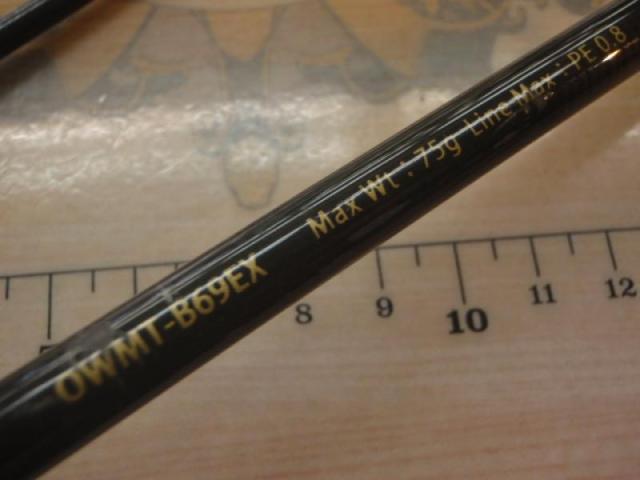 OWMT-B69EX Max Wt : 75g Line Max : PE 0.8
8 9 10 11 12